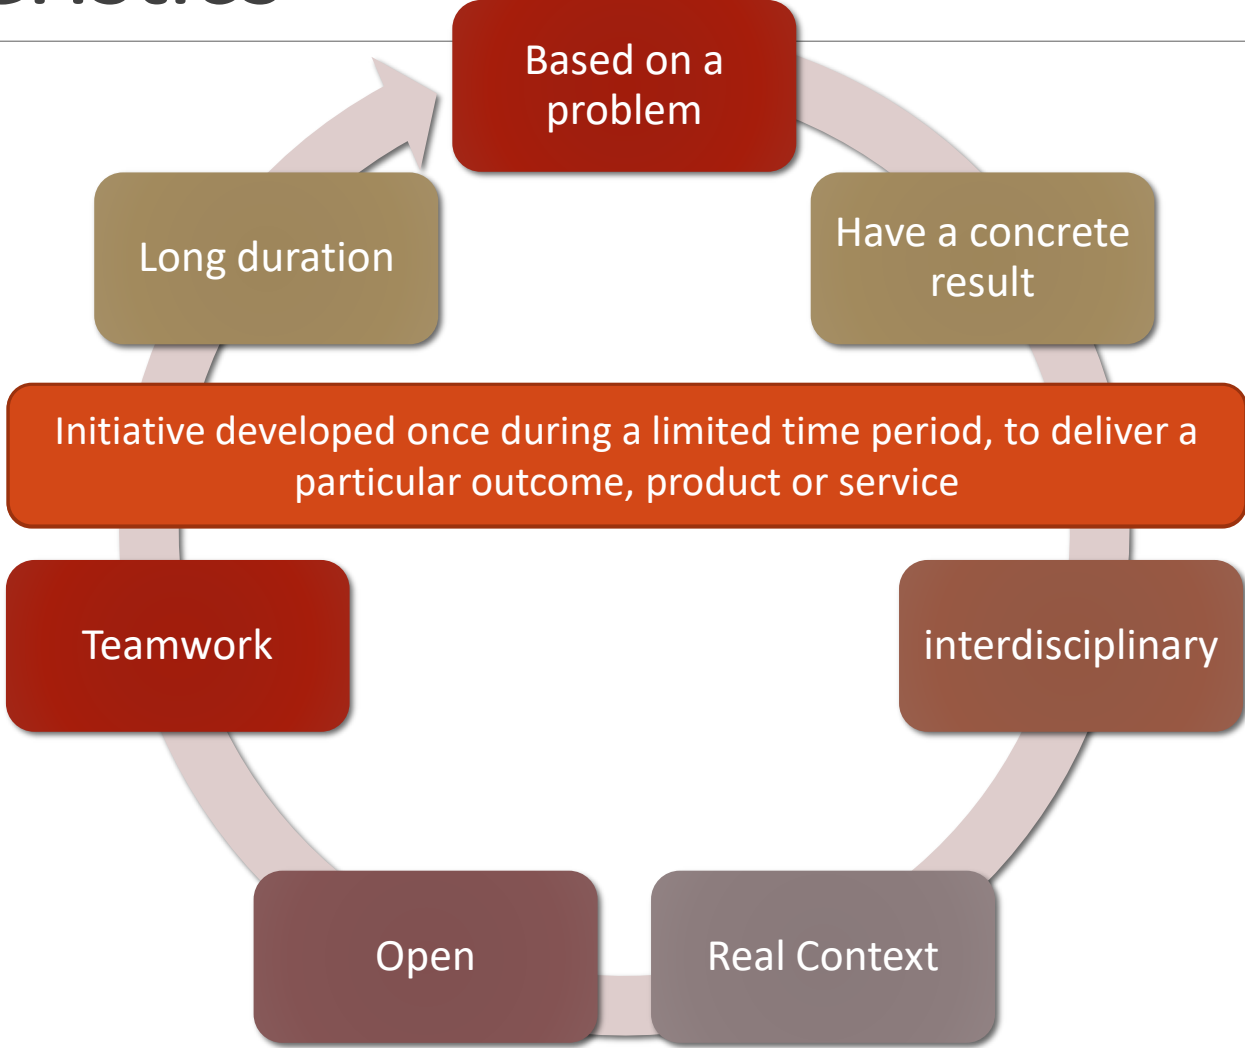 Based on a
problem
Have a concrete
result
Long duration
Initiative developed once during a limited time period, to deliver a
particular outcome, product or service
Teamwork
interdisciplinary
Open
Real Context